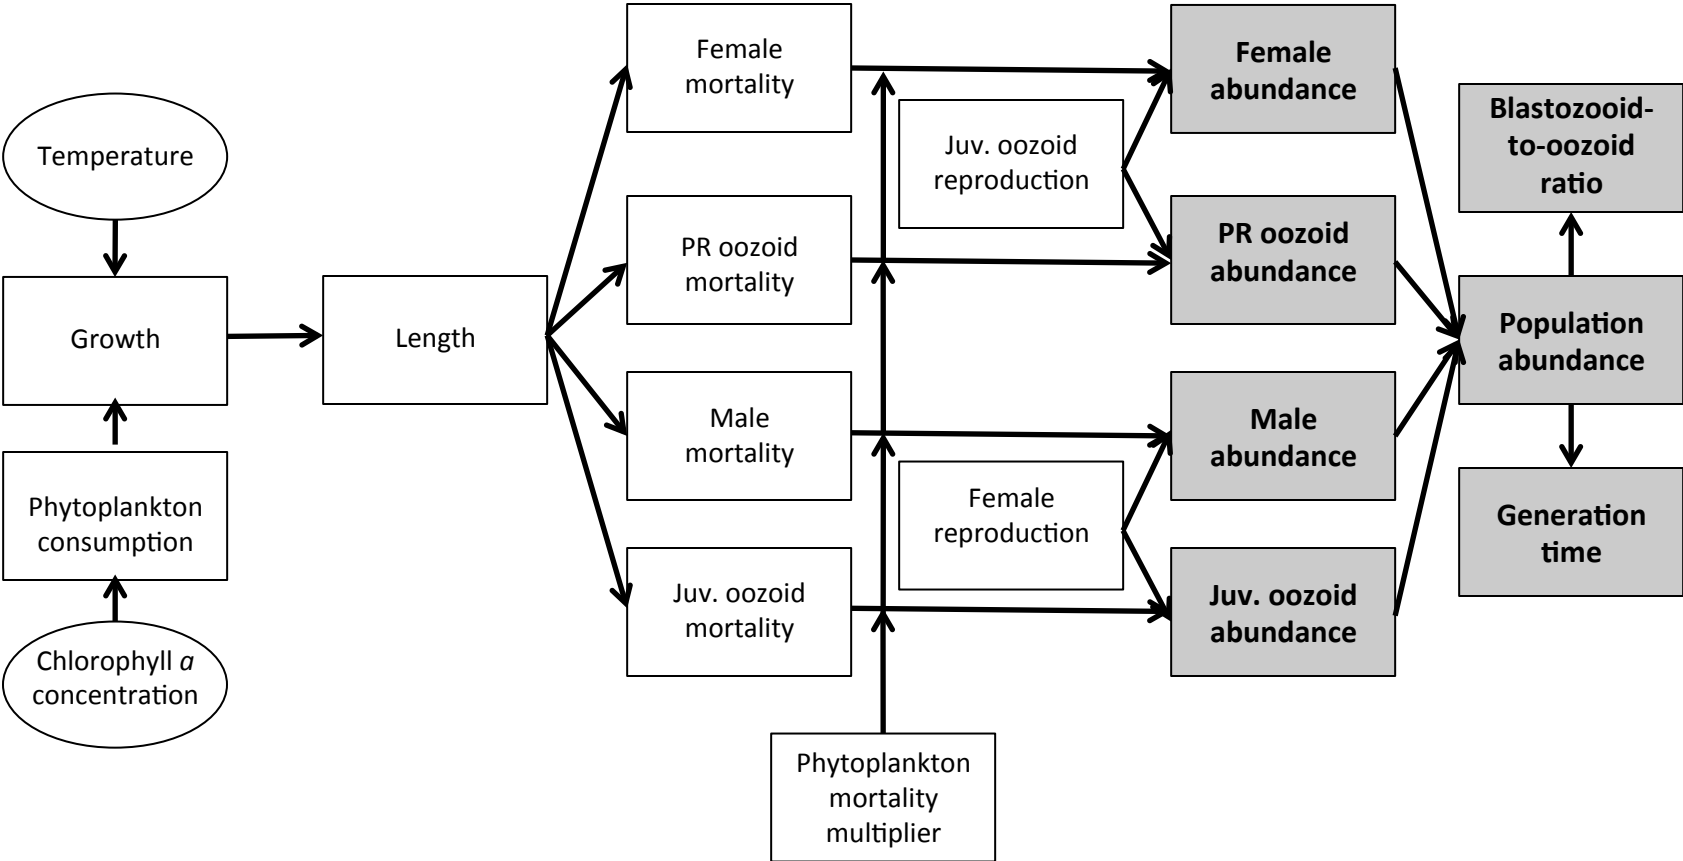 Temperature
Growth
Phytoplankton
consumption
Chlorophyll a
concentration
Length
Female
mortality
PR oozoid
mortality
Male
mortality
Juv. oozoid
mortality
Phytoplankton
mortality
multiplier
Juv. oozoid
reproduction
Female
reproduction
Female
abundance
PR oozoid
abundance
Male
abundance
Juv. oozoid
abundance
Blastozooid-
to-oozoid
ratio
Population
abundance
Generation
time